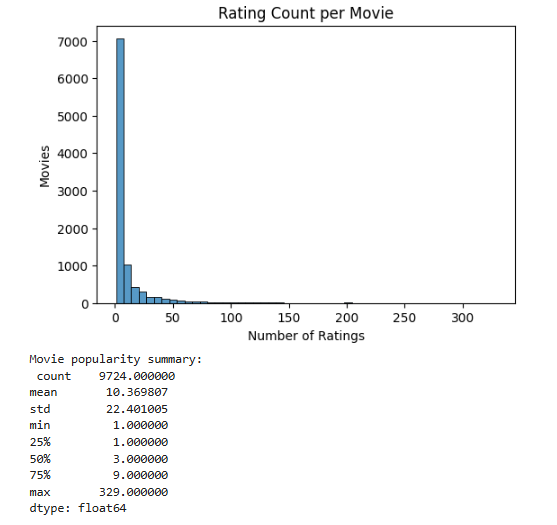 Rating Count per Movie
7000
6000
5000
4000
3000
2000
1000
0
Movies
0 50 100 150 200 250 300
Number of Ratings
Movie popularity summary:
count 9724.000000
mean 10.369807
std 22.401005
min 1.000000
25% 1.000000
50% 3.000000
75% 9.000000
max 329.000000
dtype: float64